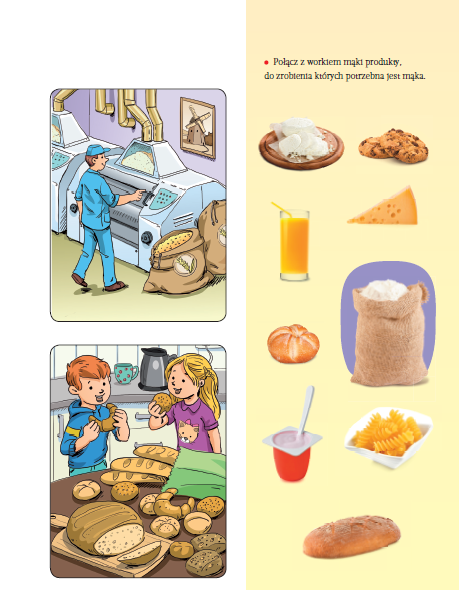 • Połącz z workiem mąki produkty,
do zrobienia których potrzebna jest mąka.